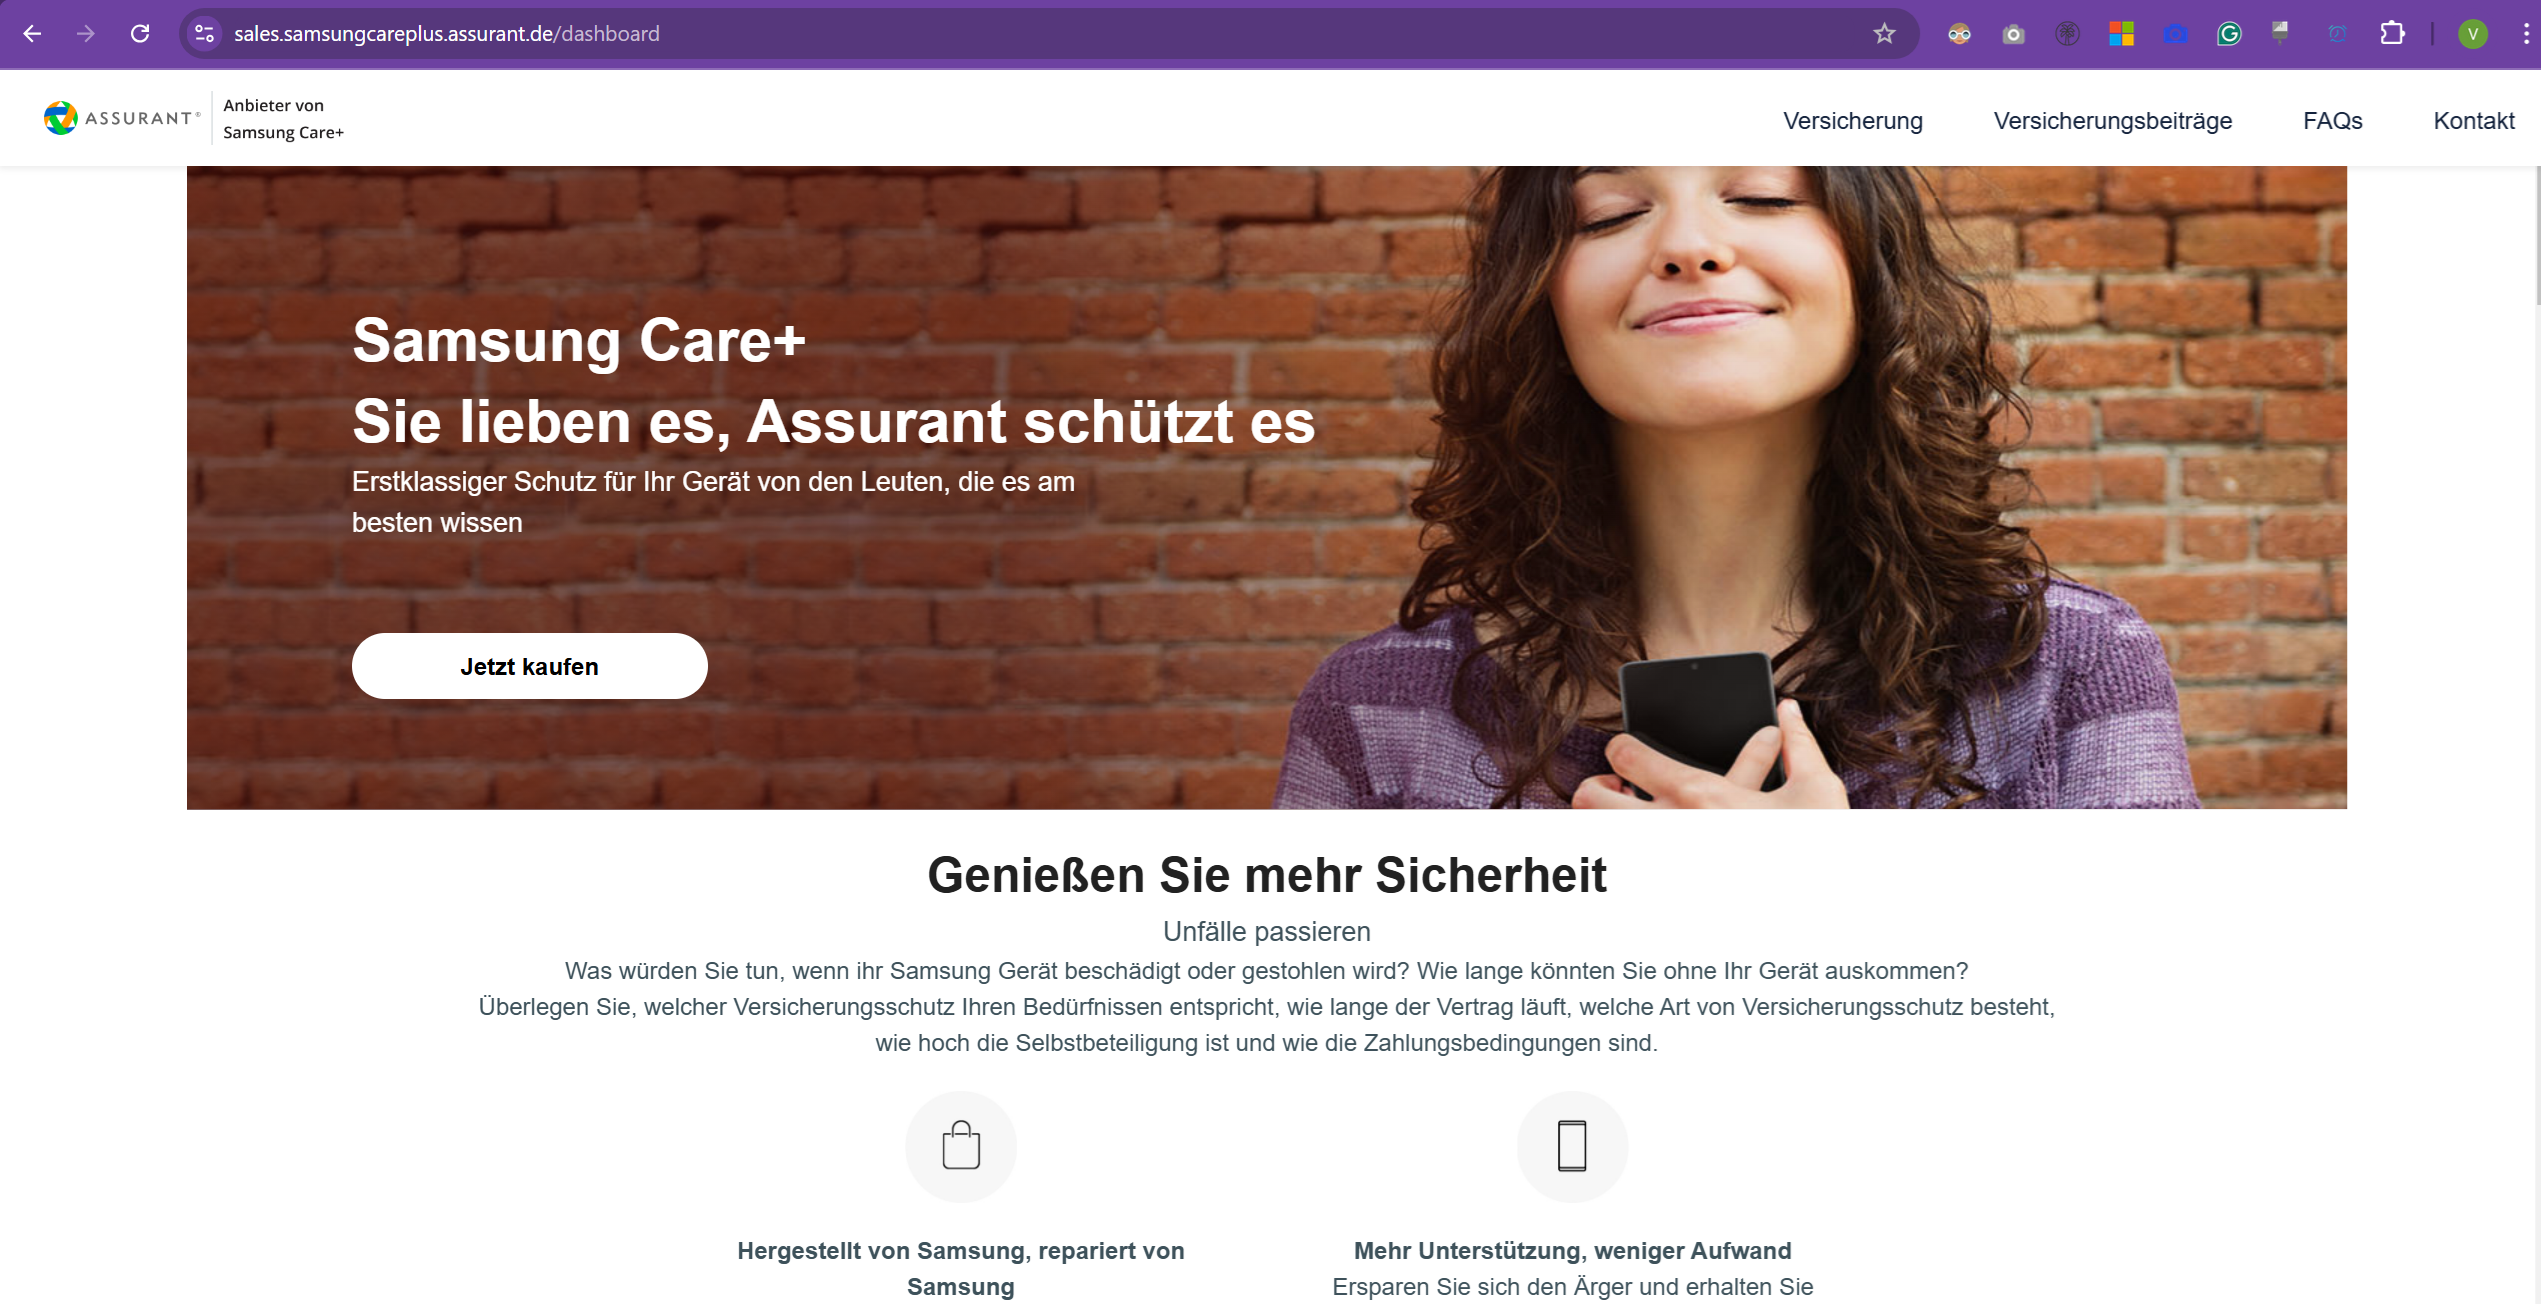 sales.samsungcareplus.assurant.de/dashboard
V
ASSURANT®
Anbieter von
Samsung Care+
Versicherung
Versicherungsbeiträge
FAQs
Kontakt
Samsung Care+
Sie lieben es, Assurant schützt es
Erstklassiger Schutz für Ihr Gerät von den Leuten, die es am
besten wissen
Jetzt kaufen
Genießen Sie mehr Sicherheit
Unfälle passieren
Was würden Sie tun, wenn ihr Samsung Gerät beschädigt oder gestohlen wird? Wie lange könnten Sie ohne Ihr Gerät auskommen?
Überlegen Sie, welcher Versicherungsschutz Ihren Bedürfnissen entspricht, wie lange der Vertrag läuft, welche Art von Versicherungsschutz besteht,
wie hoch die Selbstbeteiligung ist und wie die Zahlungsbedingungen sind.
Hergestellt von Samsung, repariert von
Samsung
Mehr Unterstützung, weniger Aufwand
Ersparen Sie sich den Ärger und erhalten Sie